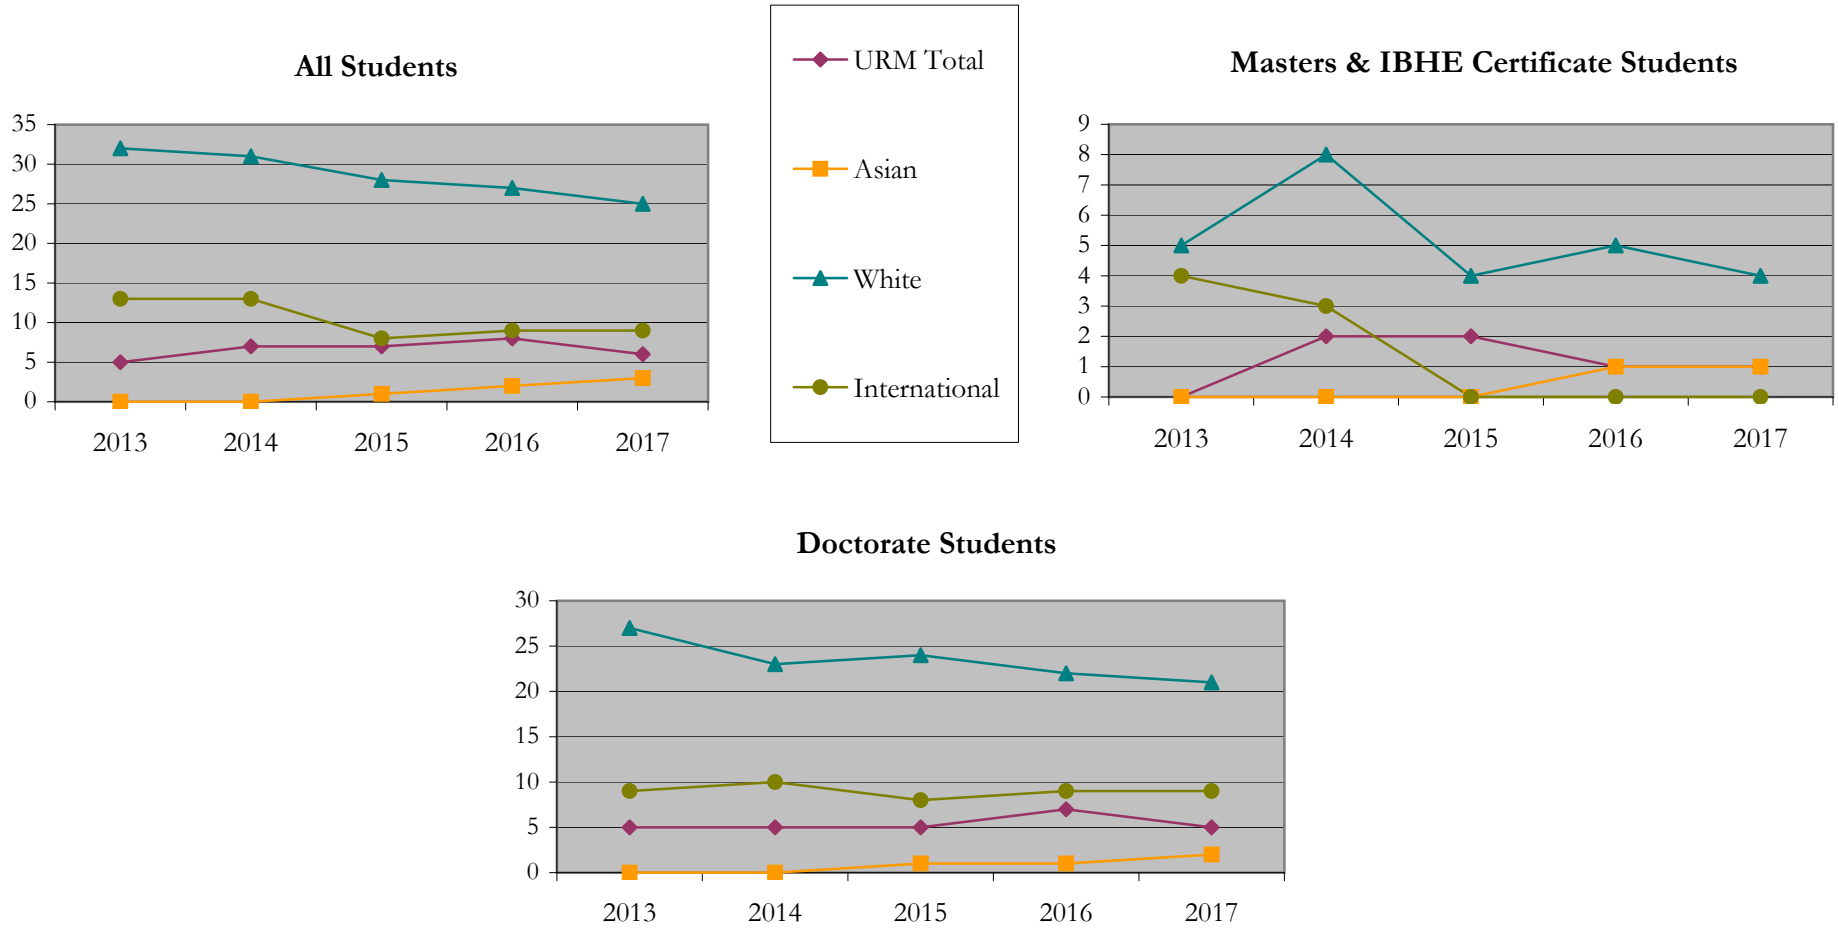 All Students
35
30
25
20
15
10
5
0
2013 2014 2015 2016 2017
URM Total
Asian
White
International
Masters & IBHE Certificate Students
9
8
7
6
5
4
3
2
1
0
2013 2014 2015 2016 2017
Doctorate Students
30
25
20
15
10
5
0
2013 2014 2015 2016 2017